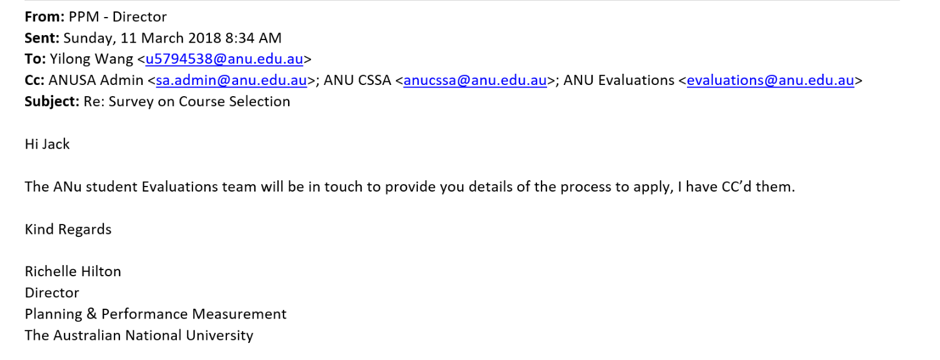 From: PPM - Director
Sent: Sunday, 11 March 2018 8:34 AM
To: Yilong Wang <u5794538@anu.edu.au>
Cc: ANUSA Admin <sa.admin@anu.edu.au>; ANU CSSA <anucssa@anu.edu.au>; ANU Evaluations <evaluations@anu.edu.au>
Subject: Re: Survey on Course Selection
Hi Jack
The ANu student Evaluations team will be in touch to provide you details of the process to apply, I have CC’d them.
Kind Regards
Richelle Hilton
Director
Planning & Performance Measurement
The Australian National University